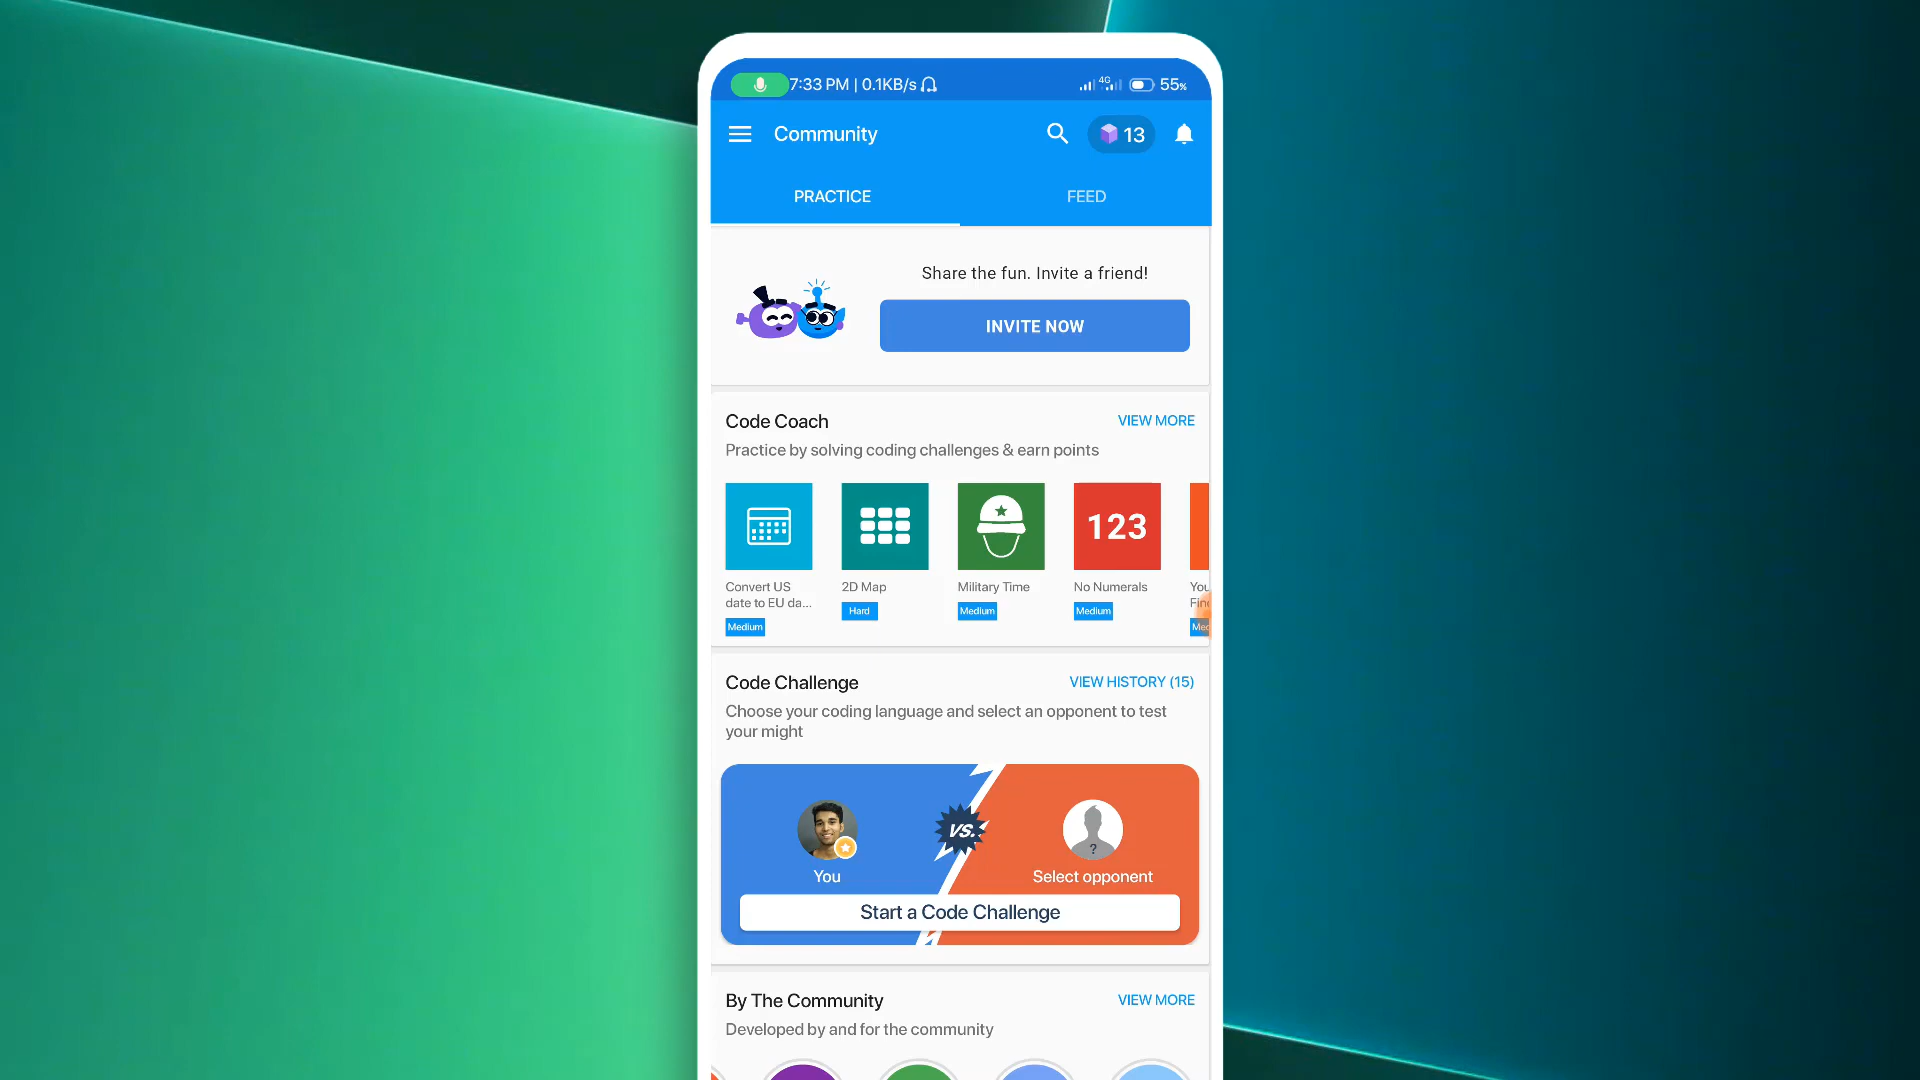 7:33 PM | 0.1KB/s 4G 55%
Community 13
PRACTICE FEED
Share the fun. Invite a friend!
INVITE NOW
Code Coach VIEW MORE
Practice by solving coding challenges & earn points
123
Convert US
date to EU da...
Medium
2D Map
Hard
Military Time
Medium
No Numerals
Medium
Code Challenge VIEW HISTORY (15)
Choose your coding language and select an opponent to test
your might
VS.
?
You Select opponent
Start a Code Challenge
By The Community VIEW MORE
Developed by and for the community